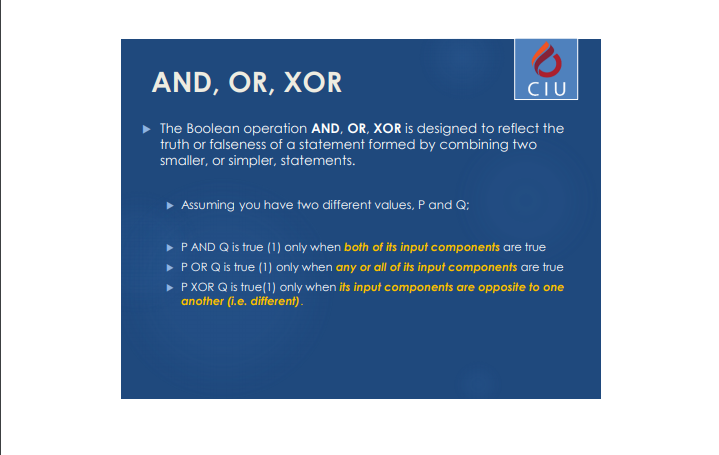 AND, OR, XOR
CIU
The Boolean operation AND, OR, XOR is designed to reflect the
truth or falseness of a statement formed by combining two
smaller, or simpler, statements.
Assuming you have two different values, P and Q;
P AND Q is true (1) only when both of its input components are true
P OR Q is true (1) only when any or all of its input components are true
P XOR Q is true(1) only when its input components are opposite to one
another (i.e. different).